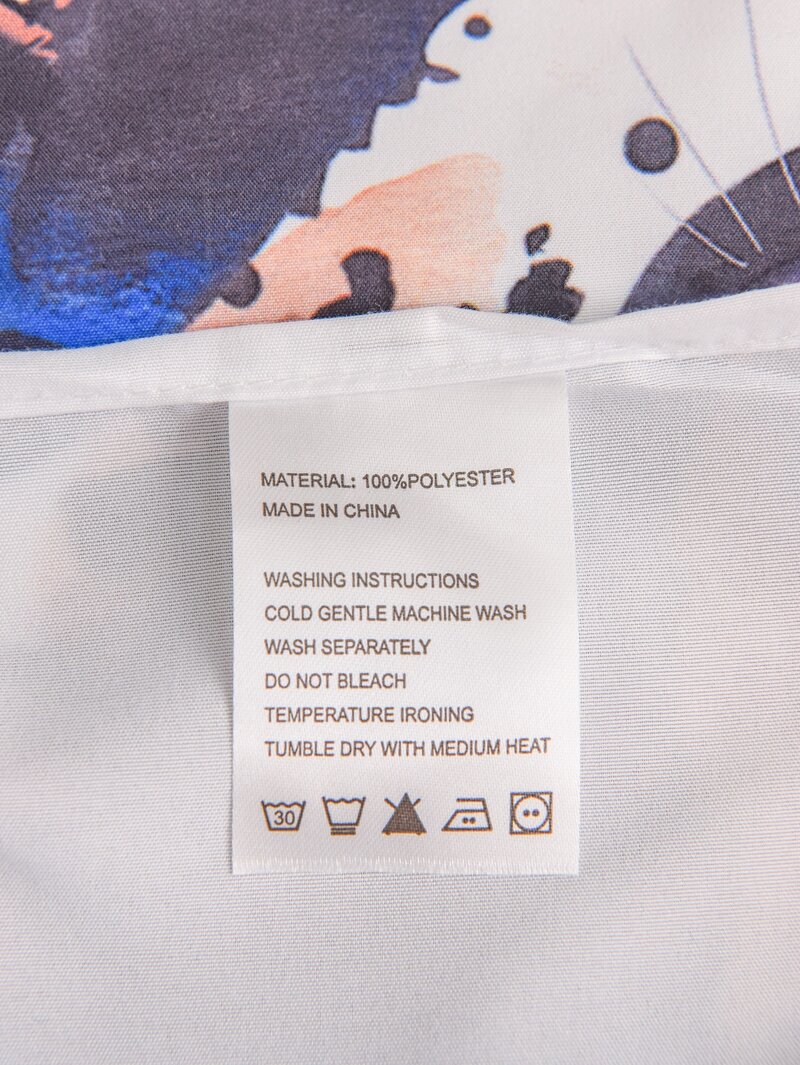 MATERIAL: 100%POLYESTER
MADE IN CHINA
WASHING INSTRUCTIONS
COLD GENTLE MACHINE WASH
WASH SEPARATELY
DO NOT BLEACH
TEMPERATURE IRONING
TUMBLE DRY WITH MEDIUM HEAT
30